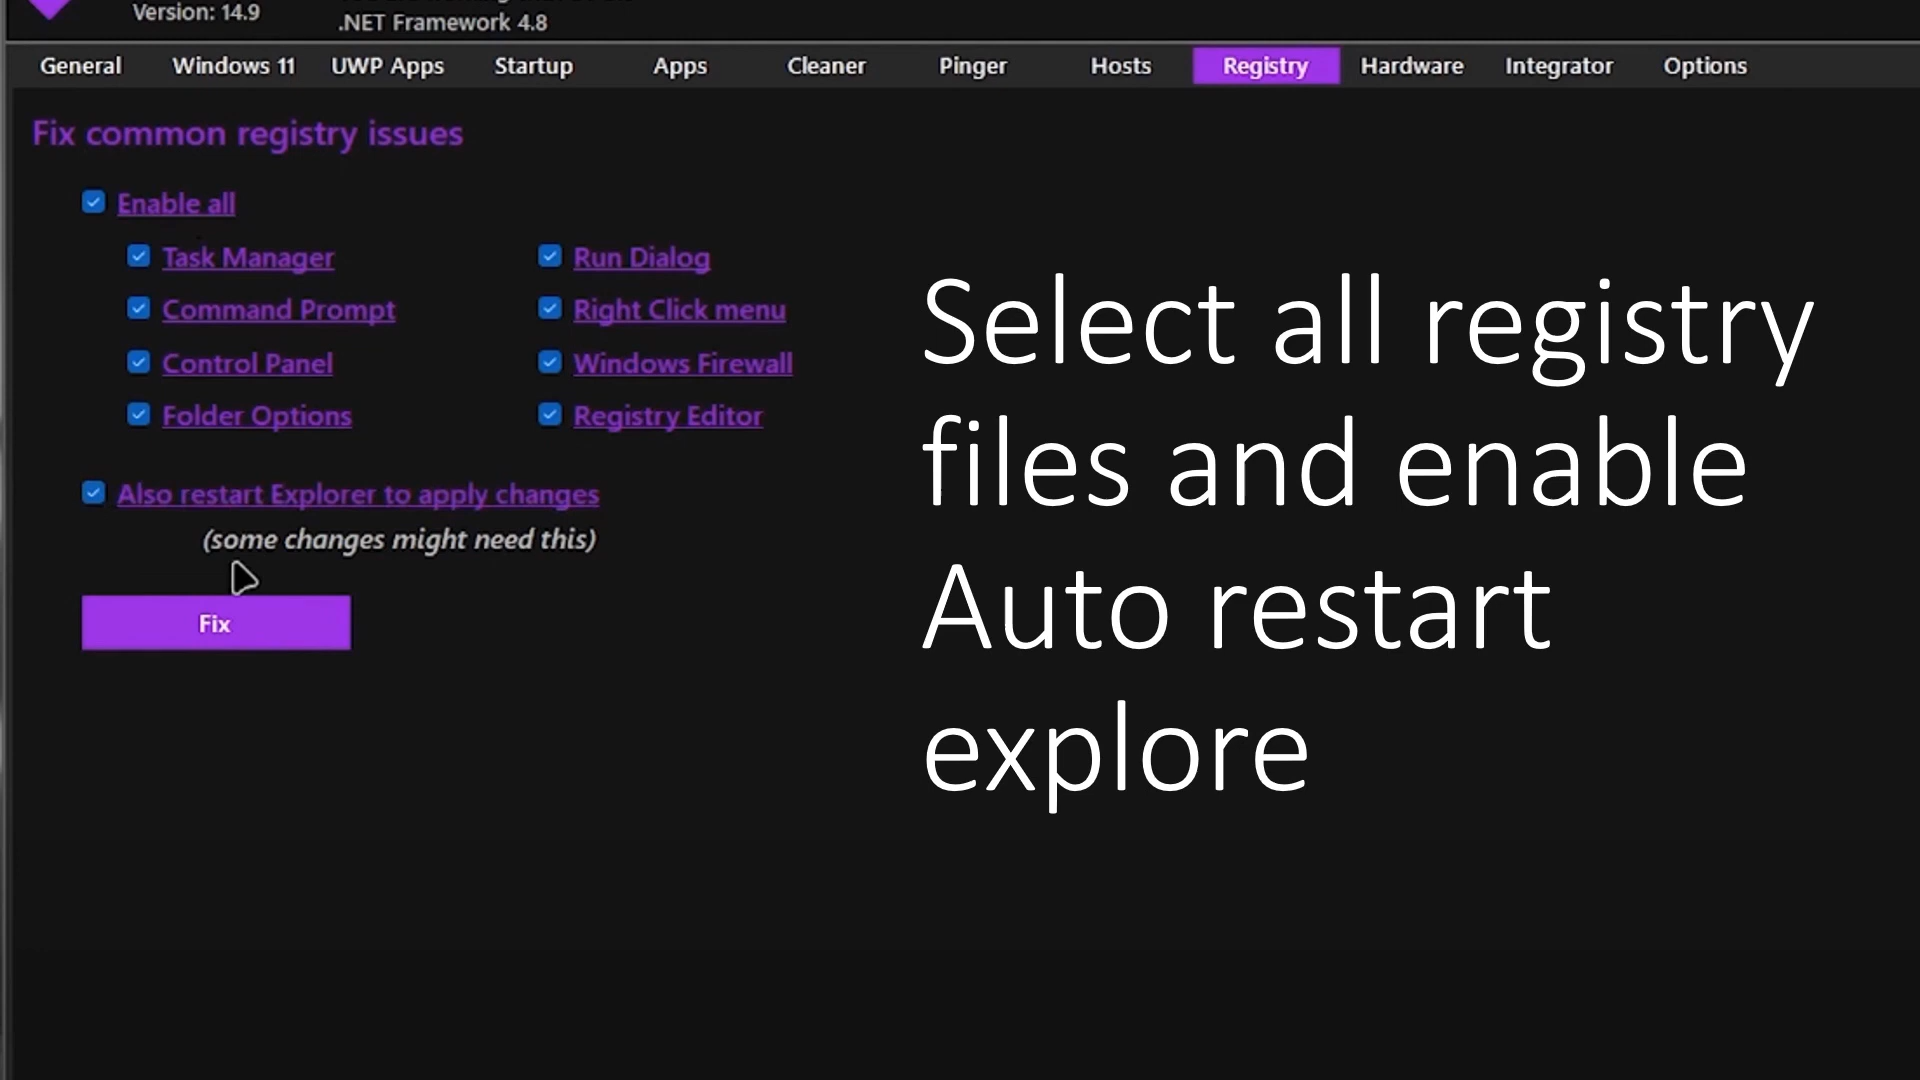 Version: 14.9
.NET Framework 4.8
General Windows 11 UWP Apps Startup Apps Cleaner Pinger Hosts Registry Hardware Integrator Options
Fix common registry issues
Enable all
Task Manager Run Dialog
Command Prompt Right Click menu
Control Panel Windows Firewall
Folder Options Registry Editor
Also restart Explorer to apply changes
(some changes might need this)
Fix
Select all registry
files and enable
Auto restart
explore